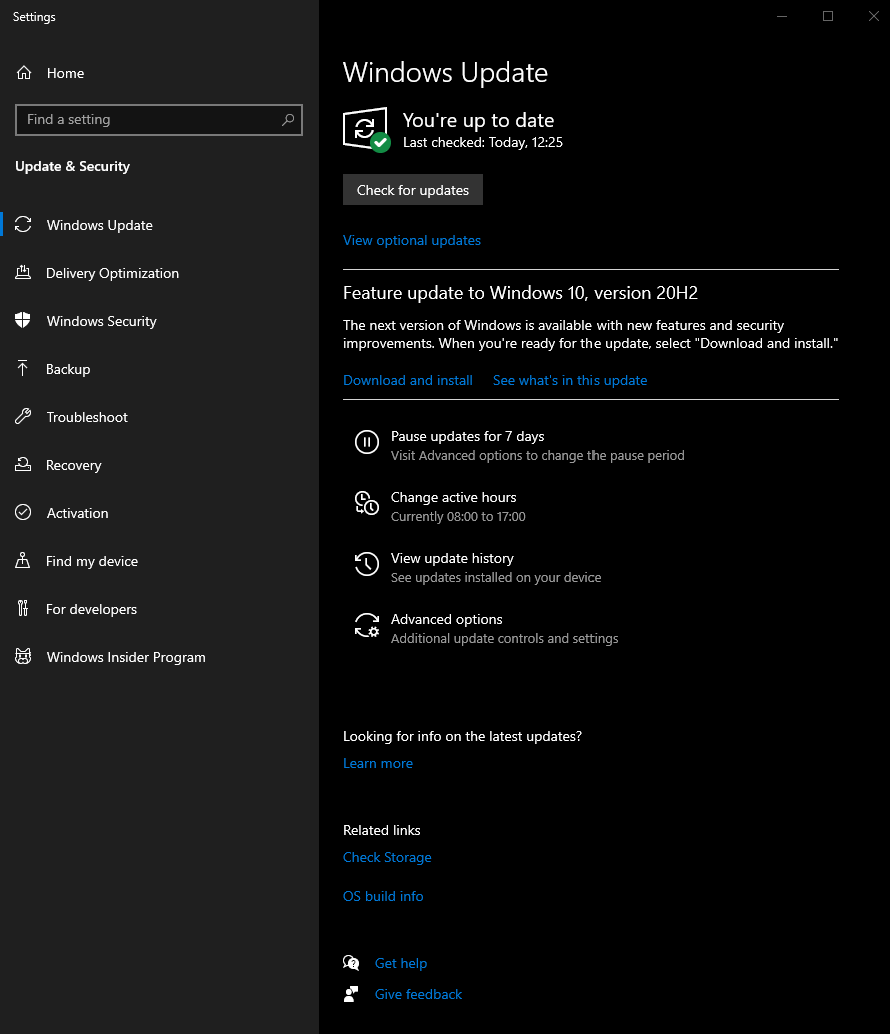 Settings
Home
Find a setting
Update & Security
Windows Update
Delivery Optimization
Windows Security
Backup
Troubleshoot
Recovery
Activation
Find my device
For developers
Windows Insider Program
Windows Update
You're up to date
Last checked: Today, 12:25
Check for updates
View optional updates
Feature update to Windows 10, version 20H2
The next version of Windows is available with new features and security
improvements. When you're ready for the update, select "Download and install."
Download and install See what's in this update
Pause updates for 7 days
Visit Advanced options to change the pause period
Change active hours
Currently 08:00 to 17:00
View update history
See updates installed on your device
Advanced options
Additional update controls and settings
Looking for info on the latest updates?
Learn more
Related links
Check Storage
OS build info
Get help
Give feedback